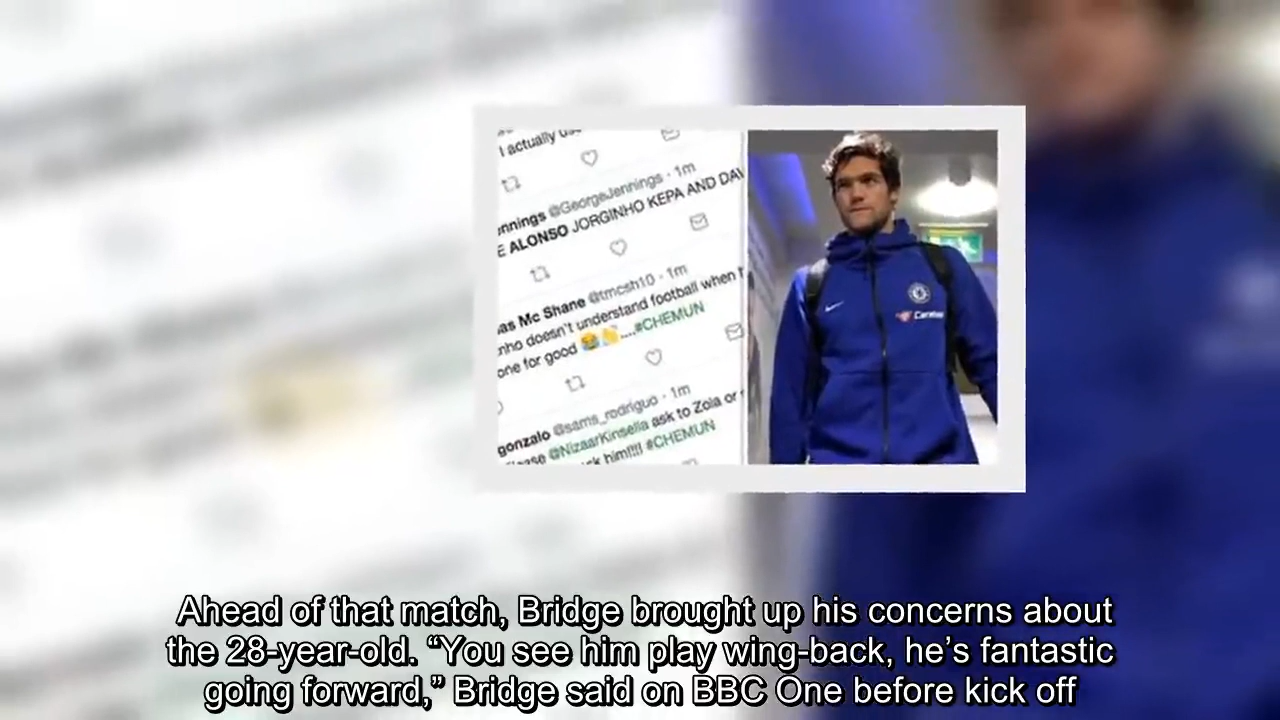 I actually
nnings @GeorgeJennings · 1m
E ALONSO JORGINHO KEPA AND DAV
as Mc Shane @tmcsh10 · 1m
nho doesn't understand football when
one for good 😂👏....#CHEMUN
gonzalo @sams_rodriguo · 1m
@NizaarKinsella ask to Zola or
him!!!! #CHEMUN
Ahead of that match, Bridge brought up his concerns about
the 28-year-old. “You see him play wing-back, he’s fantastic
going forward,” Bridge said on BBC One before kick off